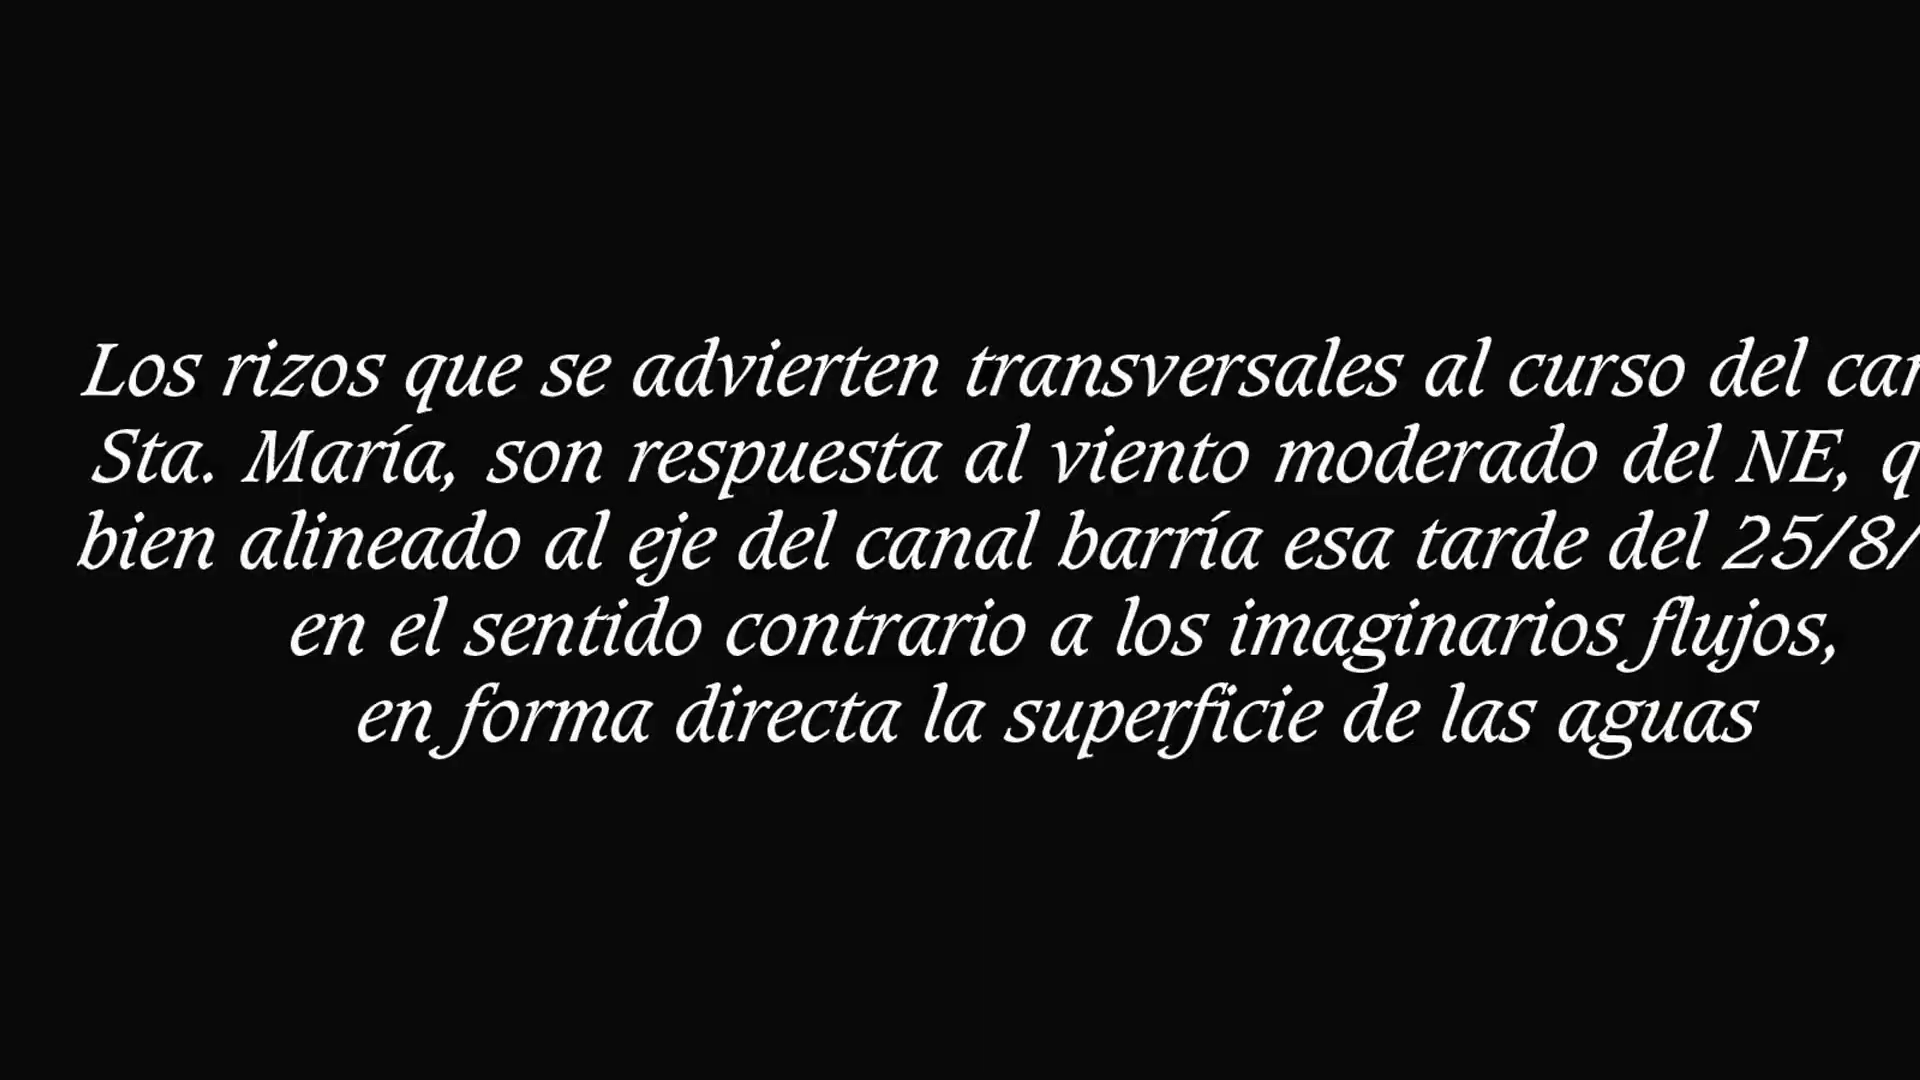 Los rizos que se advierten transversales al curso del
Sta. María, son respuesta al viento moderado del NE,
bien alineado al eje del canal barría esa tarde del 25/8/
en el sentido contrario a los imaginarios flujos,
en forma directa la superficie de las aguas